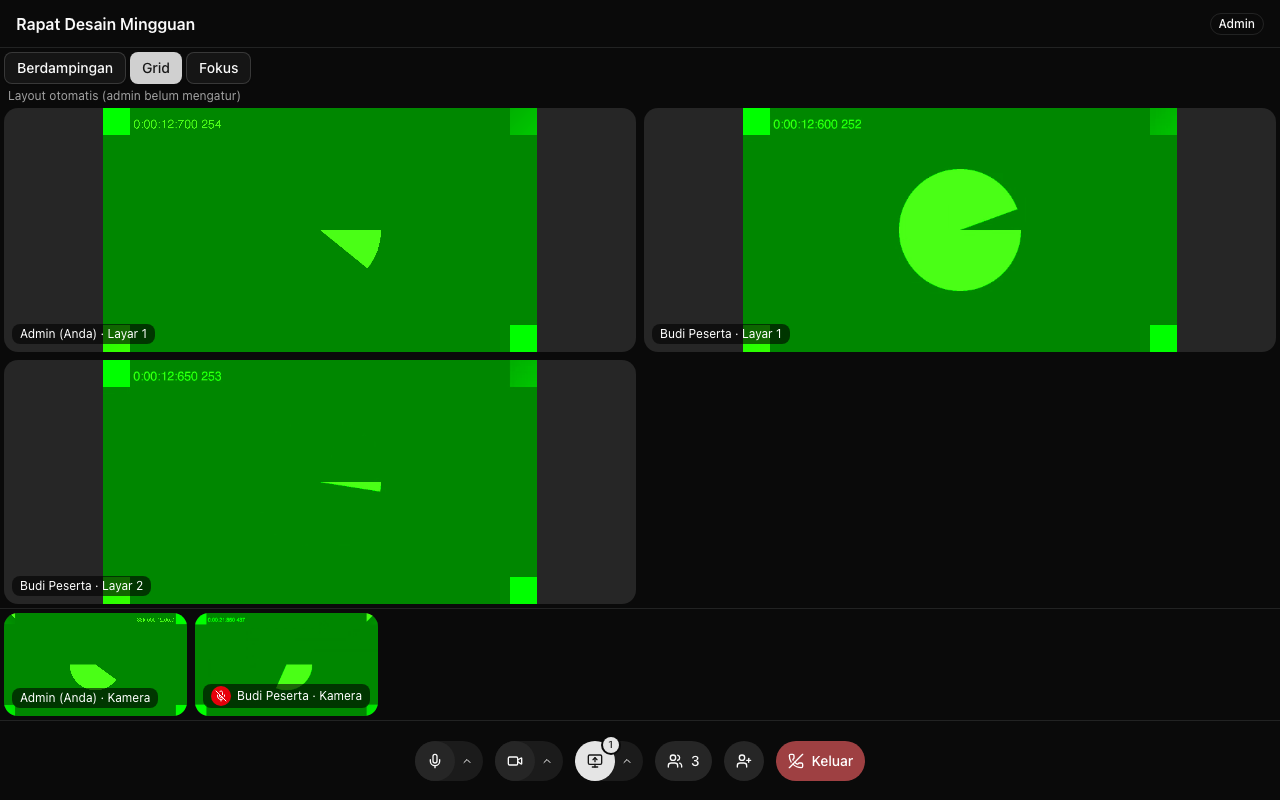 Rapat Desain Mingguan
Admin
Berdampingan
Grid
Fokus
Layout otomatis (admin belum mengatur)
0:00:12:700 254
Admin (Anda) · Layar 1
0:00:12:600 252
Budi Peserta · Layar 1
0:00:12:650 253
Budi Peserta · Layar 2
Admin (Anda) · Kamera
Budi Peserta · Kamera
1
3
Keluar